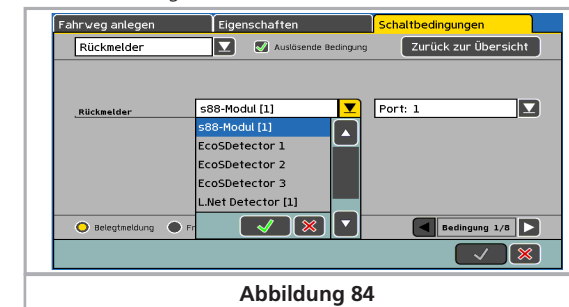 Fahrweg anlegen Eigenschaften Schaltbedingungen
Rückmelder Auslösende Bedingung Zurück zur Übersicht
Rückmelder s88-Modul [1] Port: 1
s88-Modul [1]
EcoSDetector 1
EcoSDetector 2
EcoSDetector 3
L.Net Detector [1]
Belegtmeldung Fr Bedingung 1/8
Abbildung 84